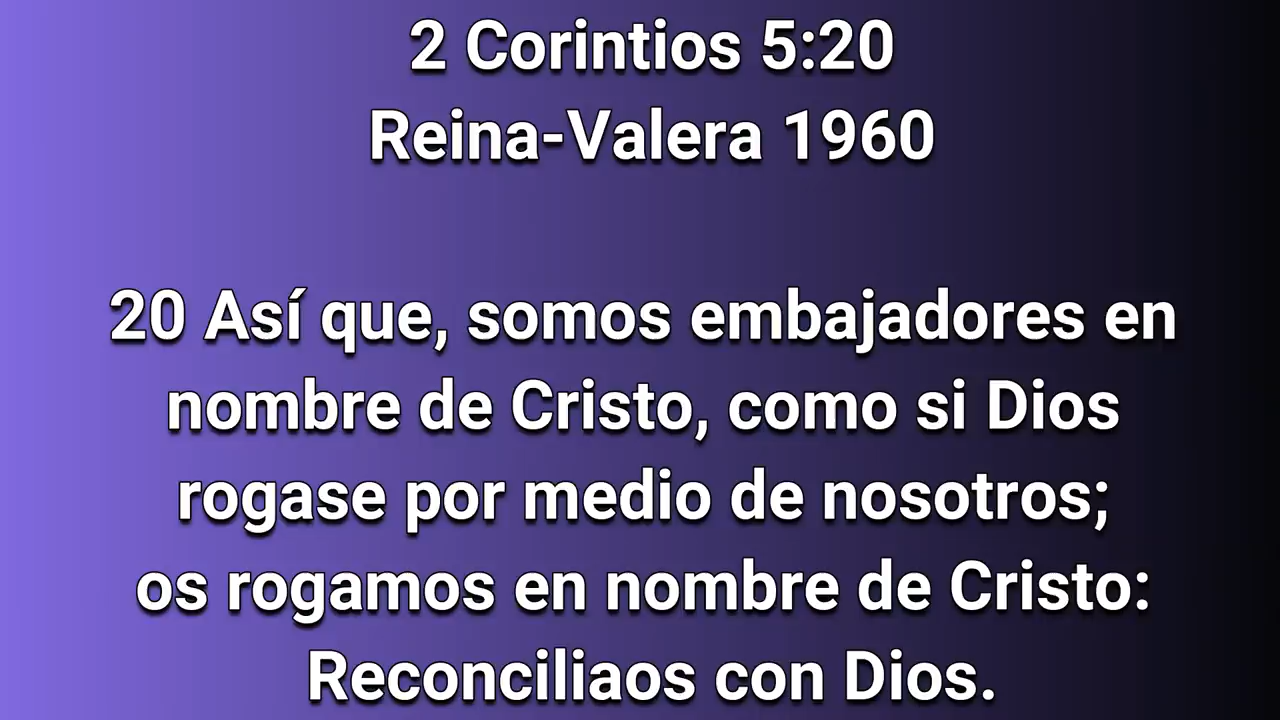 2 Corintios 5:20
Reina-Valera 1960
20 Así que, somos embajadores en
nombre de Cristo, como si Dios
rogase por medio de nosotros;
os rogamos en nombre de Cristo:
Reconciliaos con Dios.